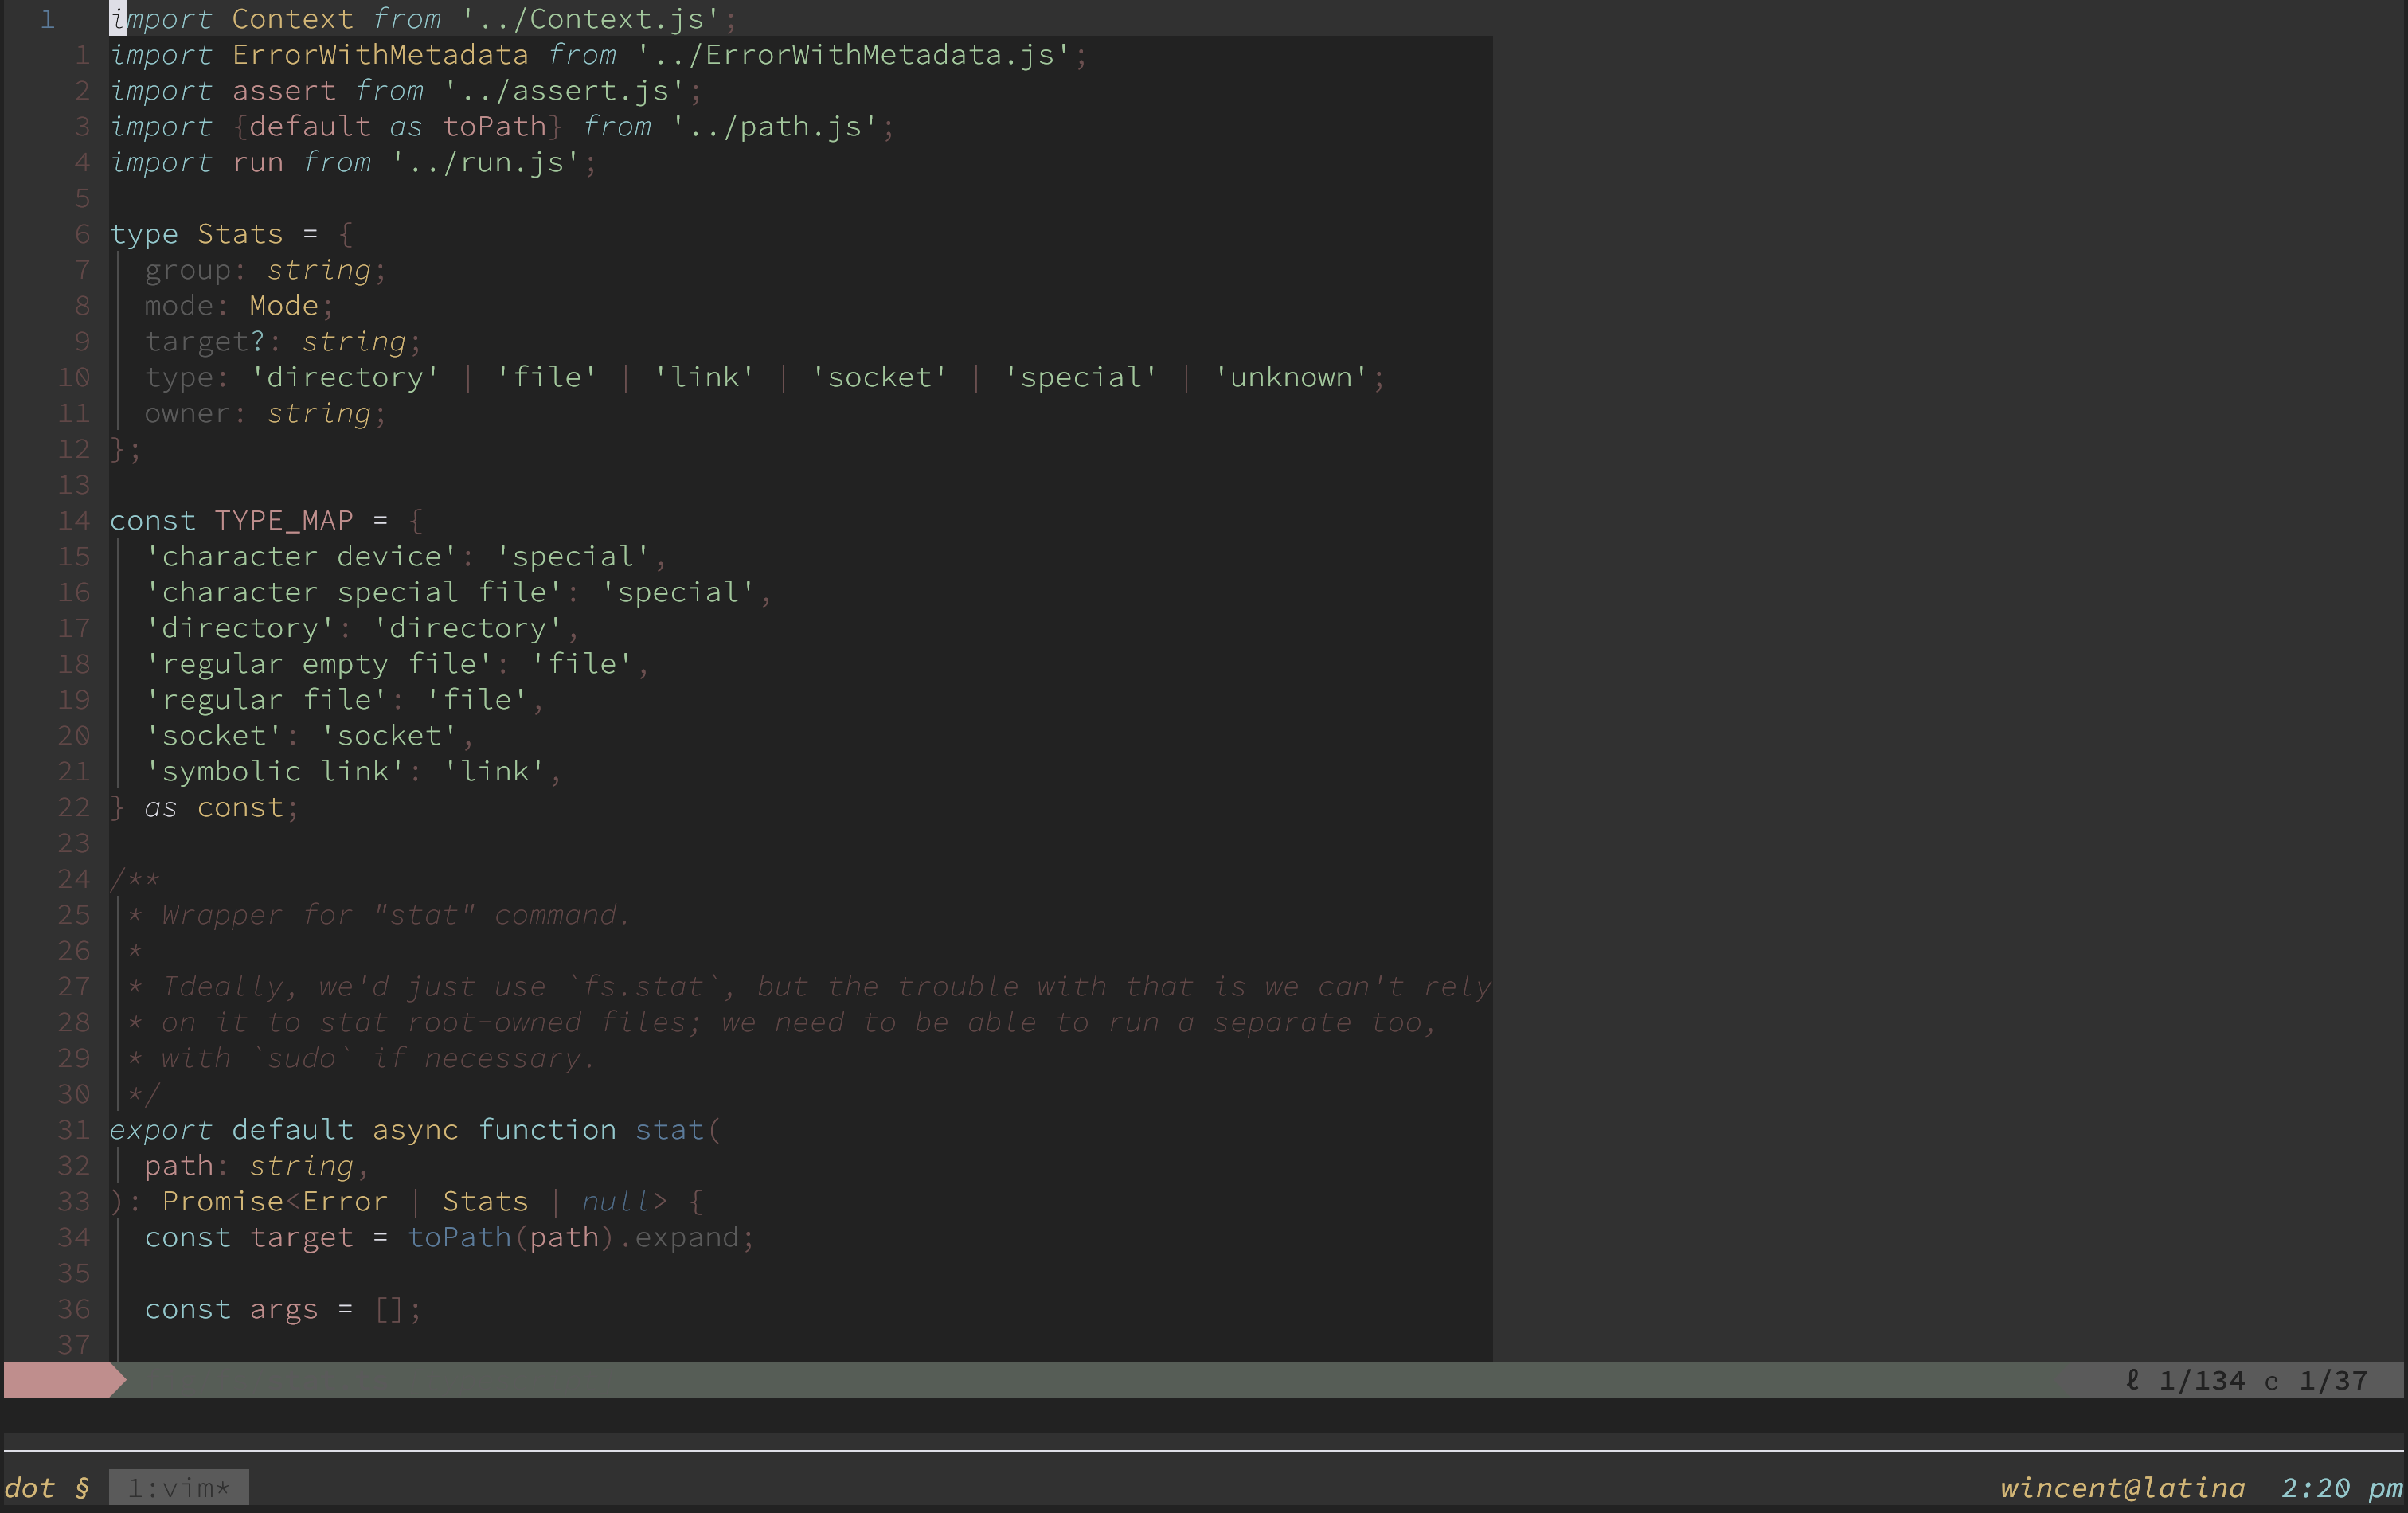 1 import Context from '../Context.js';
1 import ErrorWithMetadata from '../ErrorWithMetadata.js';
2 import assert from '../assert.js';
3 import {default as toPath} from '../path.js';
4 import run from '../run.js';
5
6 type Stats = {
7 group: string;
8 mode: Mode;
9 target?: string;
10 type: 'directory' | 'file' | 'link' | 'socket' | 'special' | 'unknown';
11 owner: string;
12 };
13
14 const TYPE_MAP = {
15 'character device': 'special',
16 'character special file': 'special',
17 'directory': 'directory',
18 'regular empty file': 'file',
19 'regular file': 'file',
20 'socket': 'socket',
21 'symbolic link': 'link',
22 } as const;
23
24 /**
25 * Wrapper for "stat" command.
26 *
27 * Ideally, we'd just use `fs.stat`, but the trouble with that is we can't rely
28 * on it to stat root-owned files; we need to be able to run a separate too,
29 * with `sudo` if necessary.
30 */
31 export default async function stat(
32 path: string,
33 ): Promise<Error | Stats | null> {
34 const target = toPath(path).expand;
35
36 const args = [];
37
ℓ 1/134 c 1/37
dot § 1:vim* wincent@latina 2:20 pm